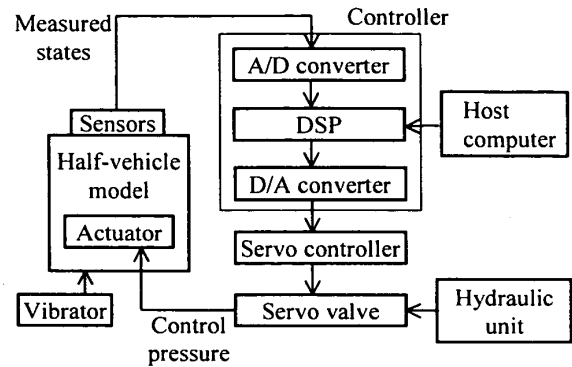 Measured
states
Controller
A/D converter
DSP
D/A converter
Host
computer
Sensors
Half-vehicle
model
Actuator
Vibrator
Servo controller
Servo valve
Control
pressure
Hydraulic
unit